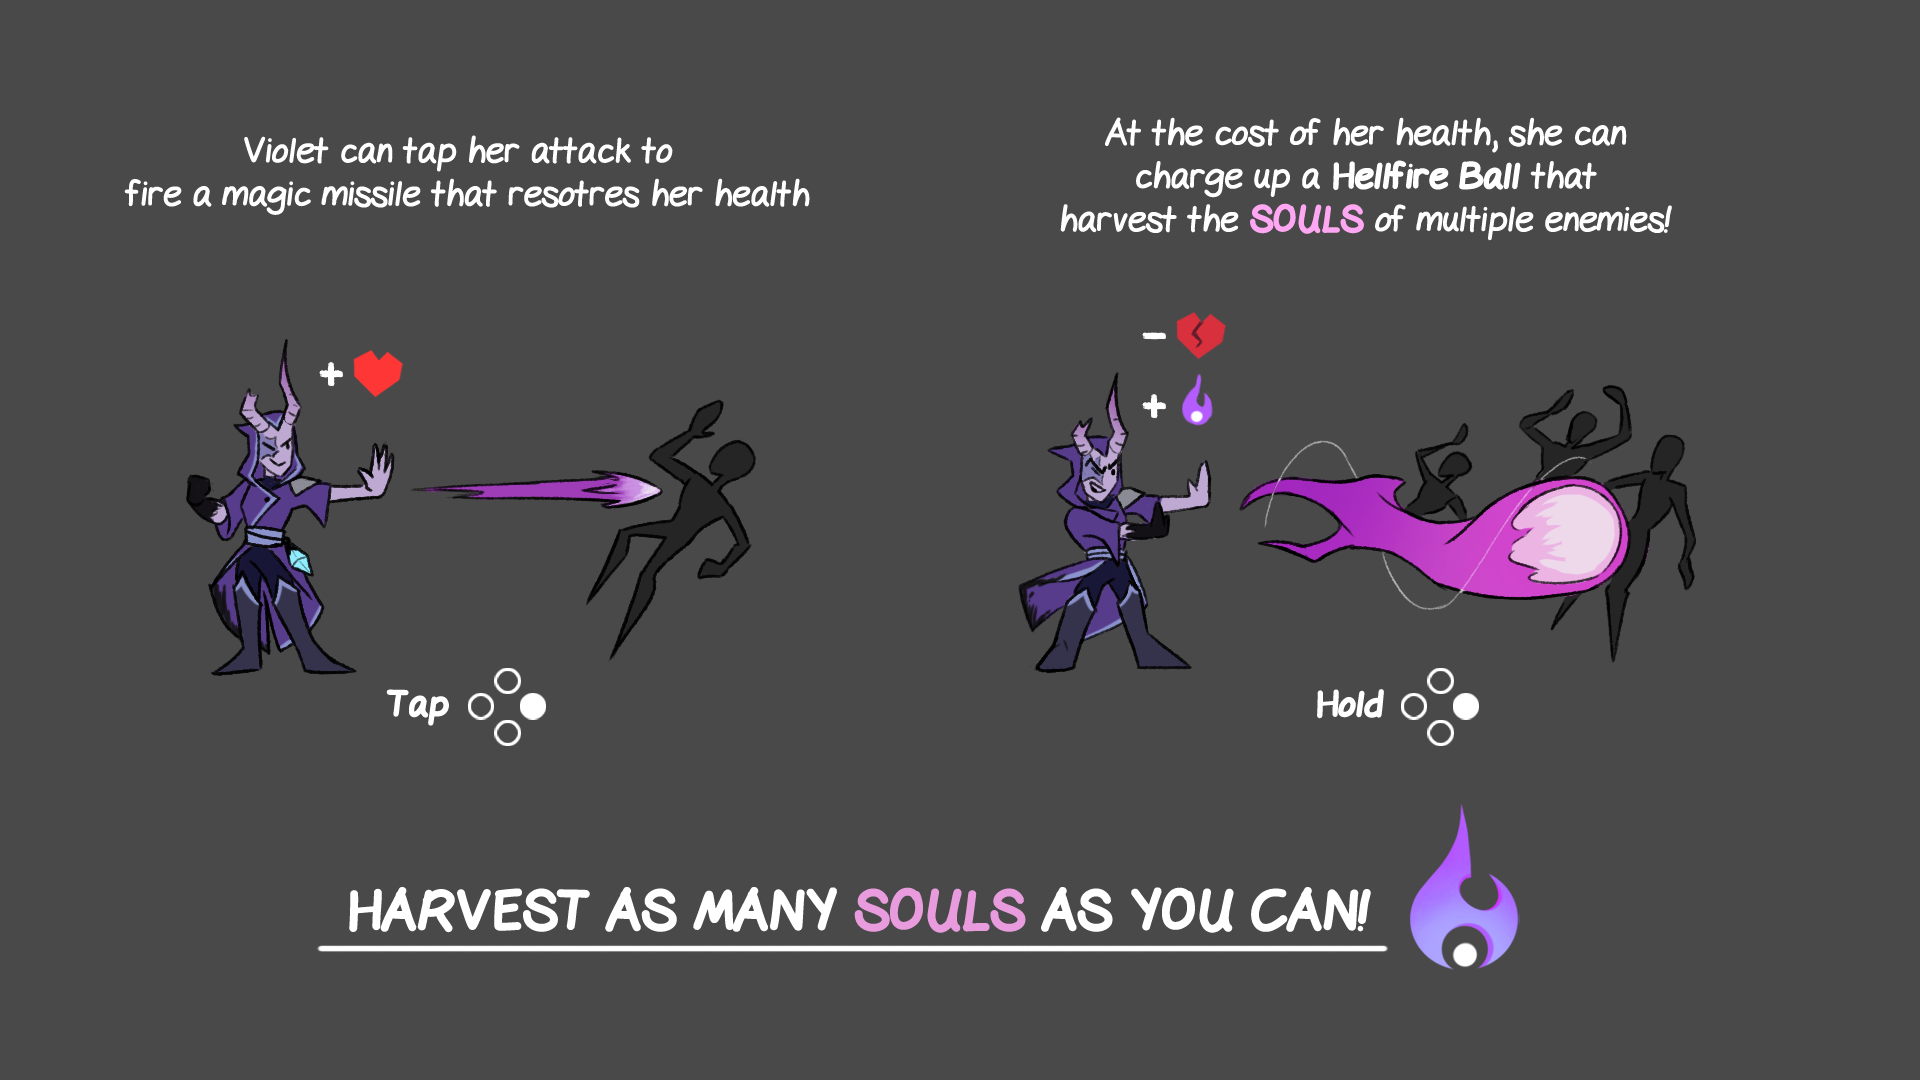 Violet can tap her attack to
fire a magic missile that resotres her health
At the cost of her health, she can
charge up a Hellfire Ball that
harvest the SOULS of multiple enemies!
+
-
+
Tap
Hold
HARVEST AS MANY SOULS AS YOU CAN!